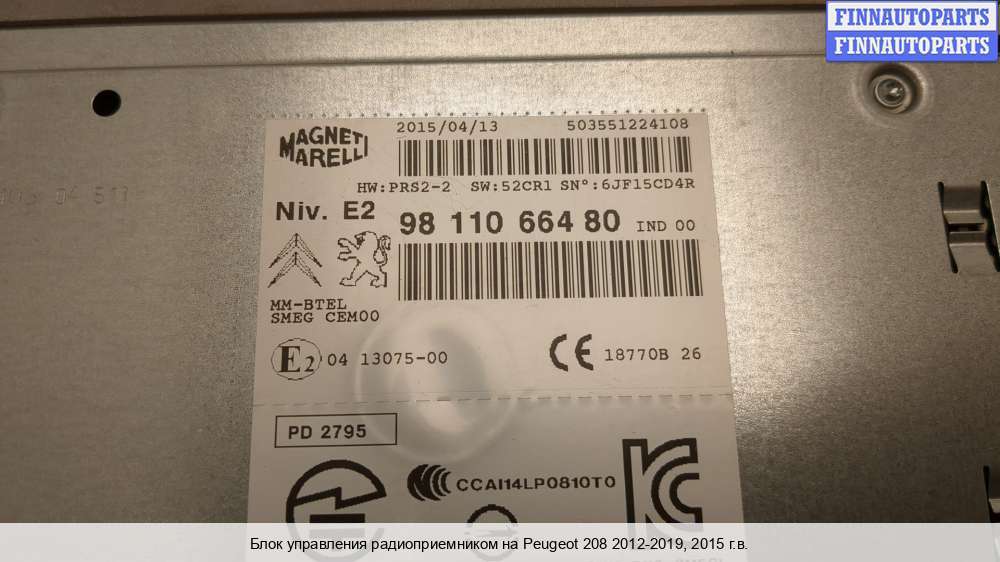 FINNAUTOPARTS
FINNAUTOPARTS
MAGNETI MARELLI
2015/04/13 503551224108
HW:PRS2-2 SW:52CR1 SN°:6JF15CD4R
Niv. E2
98 110 664 80 IND 00
MM-BTEL
SMEG CEM00
E2 04 13075-00
CE 18770B 26
PD 2795
CCAI14LP0810T0
Блок управления радиоприемником на Peugeot 208 2012-2019, 2015 г.в.